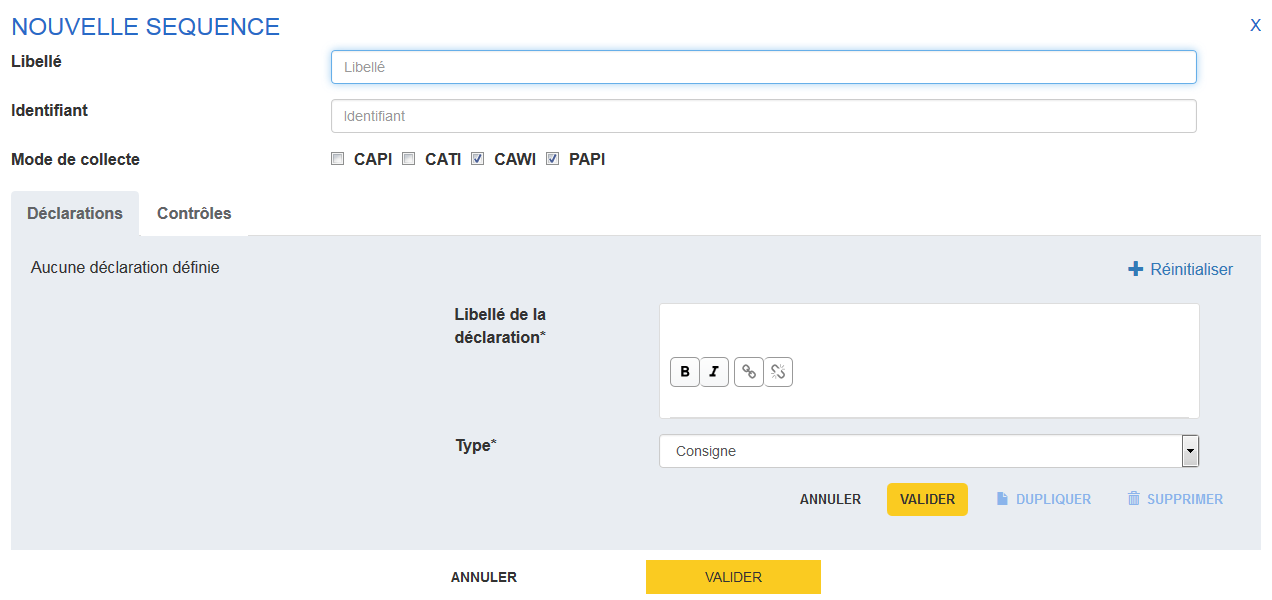 NOUVELLE SEQUENCE X
Libellé Libellé
Identifiant Identifiant
Mode de collecte CAPI CATI CAWI PAPI
Déclarations Contrôles
Aucune déclaration définie Réinitialiser
Libellé de la
déclaration*
B I
Type* Consigne
ANNULER VALIDER DUPLIQUER SUPPRIMER
ANNULER VALIDER